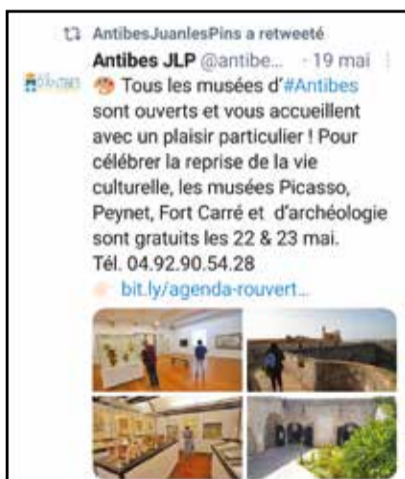 AntibesJuanlesPins a retweeté
Antibes JLP @antibe... · 19 mai
Tous les musées d'#Antibes
sont ouverts et vous accueillent
avec un plaisir particulier ! Pour
célébrer la reprise de la vie
culturelle, les musées Picasso,
Peynet, Fort Carré et d'archéologie
sont gratuits les 22 & 23 mai.
Tél. 04.92.90.54.28
bit.ly/agenda-rouvert...